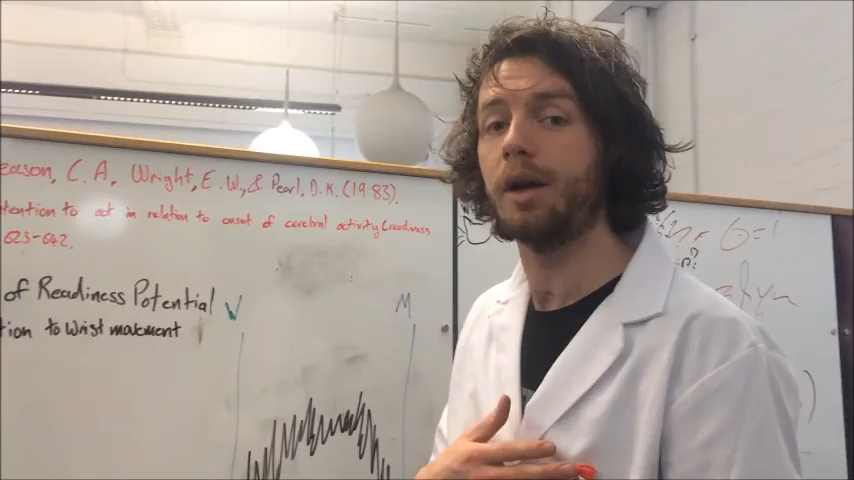 eason, C. A, Wright, E. W, & Pearl. D. K. (1983)
tention to act in relation to onset of cerebral activity (readiness
623-642.
of Readiness Potential
tion to wrist movement
V M